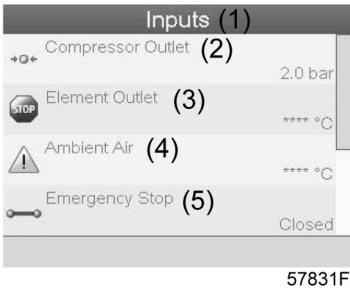 Inputs (1)
Compressor Outlet (2)
2.0 bar
STOP Element Outlet (3)
**** °C
Ambient Air (4)
**** °C
Emergency Stop (5)
Closed
57831F